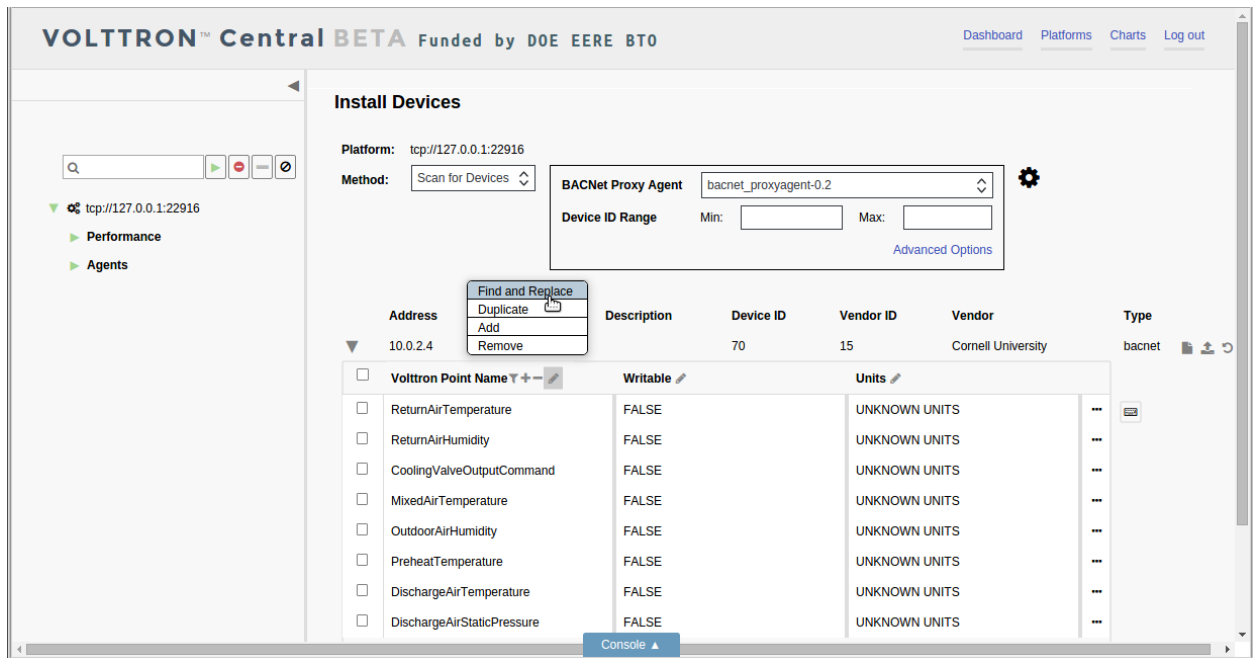 VOLTTRON™ Central BETA Funded by DOE EERE BTO
Dashboard Platforms Charts Log out
Install Devices
Platform: tcp://127.0.0.1:22916
Method: Scan for Devices
BACNet Proxy Agent bacnet_proxyagent-0.2
Device ID Range Min: Max:
Advanced Options
tcp://127.0.0.1:22916
Performance
Agents
Find and Replace
Duplicate
Add
Remove
Address Description Device ID Vendor ID Vendor Type
10.0.2.4 70 15 Cornell University bacnet
Volttron Point Name Writable Units
ReturnAirTemperature FALSE UNKNOWN UNITS
ReturnAirHumidity FALSE UNKNOWN UNITS
CoolingValveOutputCommand FALSE UNKNOWN UNITS
MixedAirTemperature FALSE UNKNOWN UNITS
OutdoorAirHumidity FALSE UNKNOWN UNITS
PreheatTemperature FALSE UNKNOWN UNITS
DischargeAirTemperature FALSE UNKNOWN UNITS
DischargeAirStaticPressure FALSE UNKNOWN UNITS
Console ▲